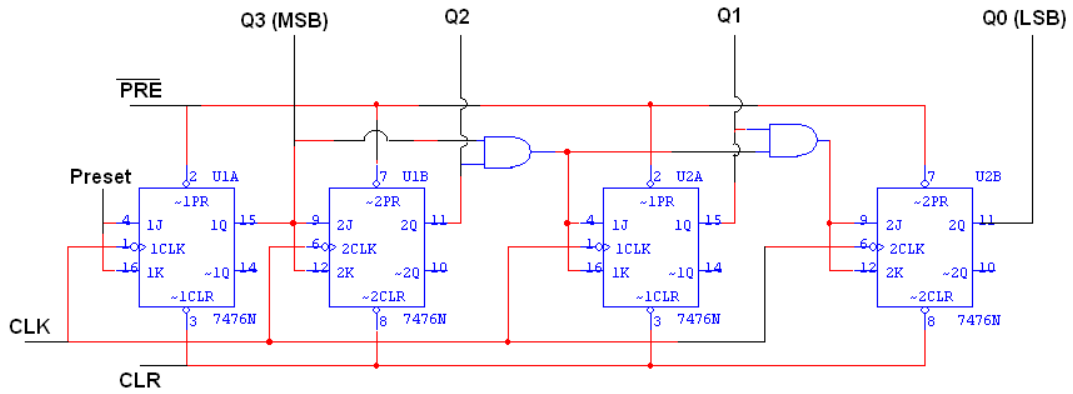 Q3 (MSB)
Q2
Q1
Q0 (LSB)
PRE
Preset
2 U1A
4 1J 1Q 15
1 1CLK
16 1K ~1Q 14
~1PR
~1CLR
3 7476N
7 U1B
~2PR
9 2J 2Q 11
6 2CLK
12 2K ~2Q 10
~2CLR
8 7476N
2 U2A
~1PR
4 1J 1Q 15
1 1CLK
16 1K ~1Q 14
~1CLR
3 7476N
7 U2B
~2PR
9 2J 2Q 11
6 2CLK
12 2K ~2Q 10
~2CLR
8 7476N
CLK
CLR